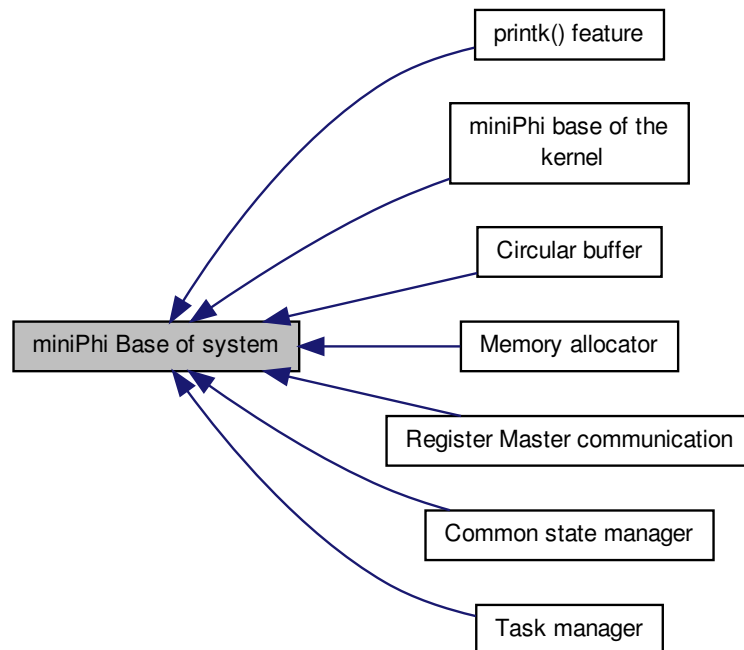 printk() feature
miniPhi base of the
kernel
Circular buffer
miniPhi Base of system
Memory allocator
Register Master communication
Common state manager
Task manager